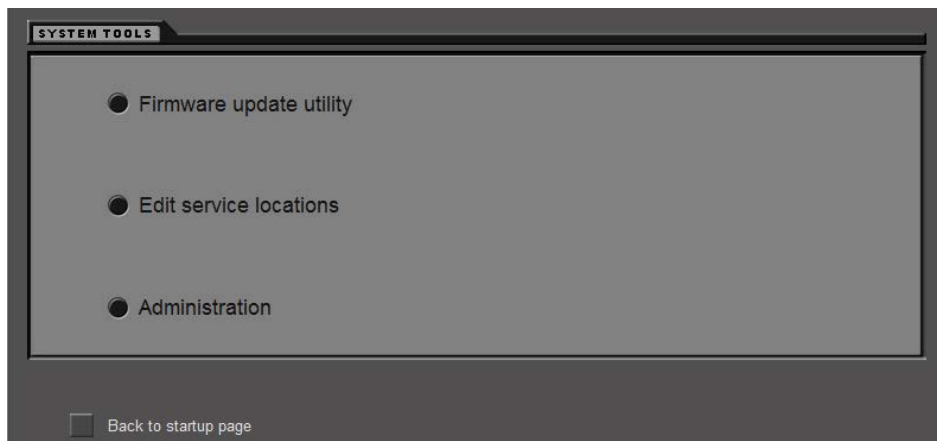 SYSTEM TOOLS
Firmware update utility
Edit service locations
Administration
Back to startup page